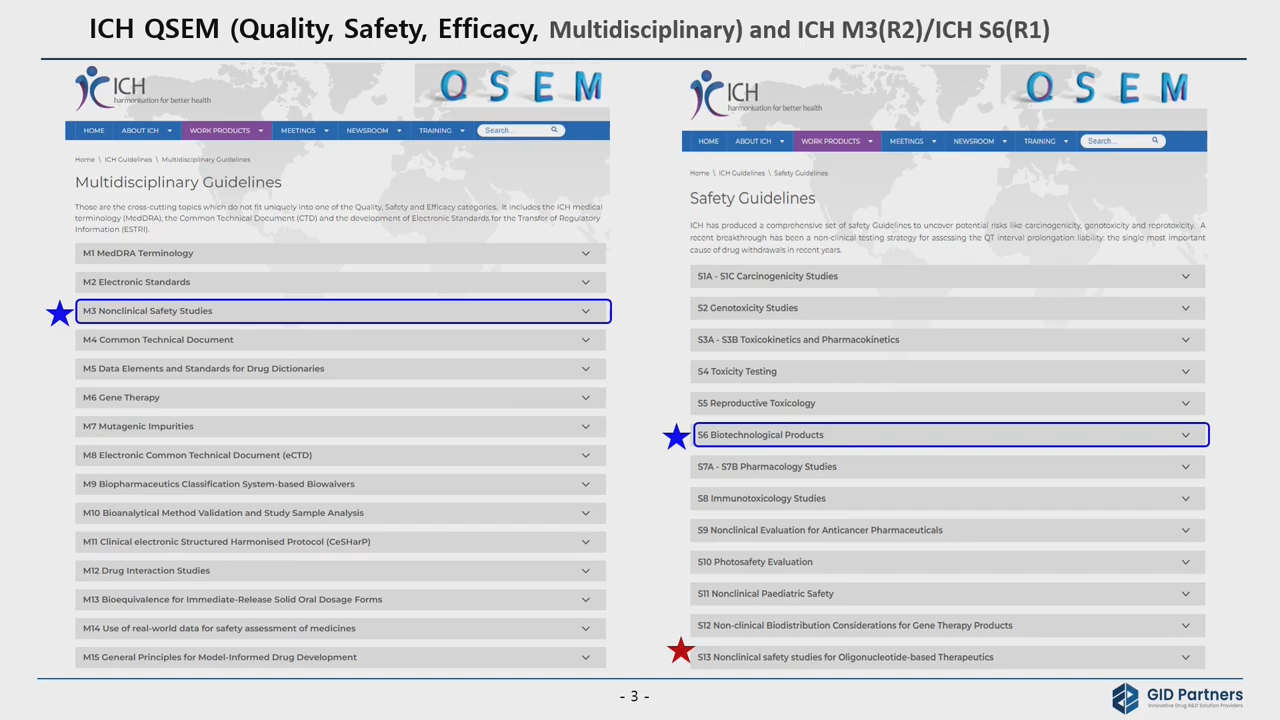 ICH QSEM (Quality, Safety, Efficacy, Multidisciplinary) and ICH M3(R2)/ICH S6(R1)
ICH
harmonisation for better health
Q S E M
HOME ABOUT ICH WORK PRODUCTS MEETINGS NEWSROOM TRAINING Search...
Home \ ICH Guidelines \ Multidisciplinary Guidelines
Multidisciplinary Guidelines
Those are the cross-cutting topics which do not fit uniquely into one of the Quality, Safety and Efficacy categories. It includes the ICH medical
terminology (MedDRA), the Common Technical Document (CTD) and the development of Electronic Standards for the Transfer of Regulatory
Information (ESTRI).
M1 MedDRA Terminology
M2 Electronic Standards
M3 Nonclinical Safety Studies
M4 Common Technical Document
M5 Data Elements and Standards for Drug Dictionaries
M6 Gene Therapy
M7 Mutagenic Impurities
M8 Electronic Common Technical Document (eCTD)
M9 Biopharmaceutics Classification System-based Biowaivers
M10 Bioanalytical Method Validation and Study Sample Analysis
M11 Clinical electronic Structured Harmonised Protocol (CeSHarP)
M12 Drug Interaction Studies
M13 Bioequivalence for Immediate-Release Solid Oral Dosage Forms
M14 Use of real-world data for safety assessment of medicines
M15 General Principles for Model-Informed Drug Development
ICH
harmonisation for better health
Q S E M
HOME ABOUT ICH WORK PRODUCTS MEETINGS NEWSROOM TRAINING Search...
Home \ ICH Guidelines \ Safety Guidelines
Safety Guidelines
ICH has produced a comprehensive set of safety Guidelines to uncover potential risks like carcinogenicity, genotoxicity and reprotoxicity. A
recent breakthrough has been a non-clinical testing strategy for assessing the QT interval prolongation liability: the single most important
cause of drug withdrawals in recent years.
S1A - S1C Carcinogenicity Studies
S2 Genotoxicity Studies
S3A - S3B Toxicokinetics and Pharmacokinetics
S4 Toxicity Testing
S5 Reproductive Toxicology
S6 Biotechnological Products
S7A - S7B Pharmacology Studies
S8 Immunotoxicology Studies
S9 Nonclinical Evaluation for Anticancer Pharmaceuticals
S10 Photosafety Evaluation
S11 Nonclinical Paediatric Safety
S12 Non-clinical Biodistribution Considerations for Gene Therapy Products
S13 Nonclinical safety studies for Oligonucleotide-based Therapeutics
- 3 -
GID Partners
Innovative Drug R&D Solution Providers